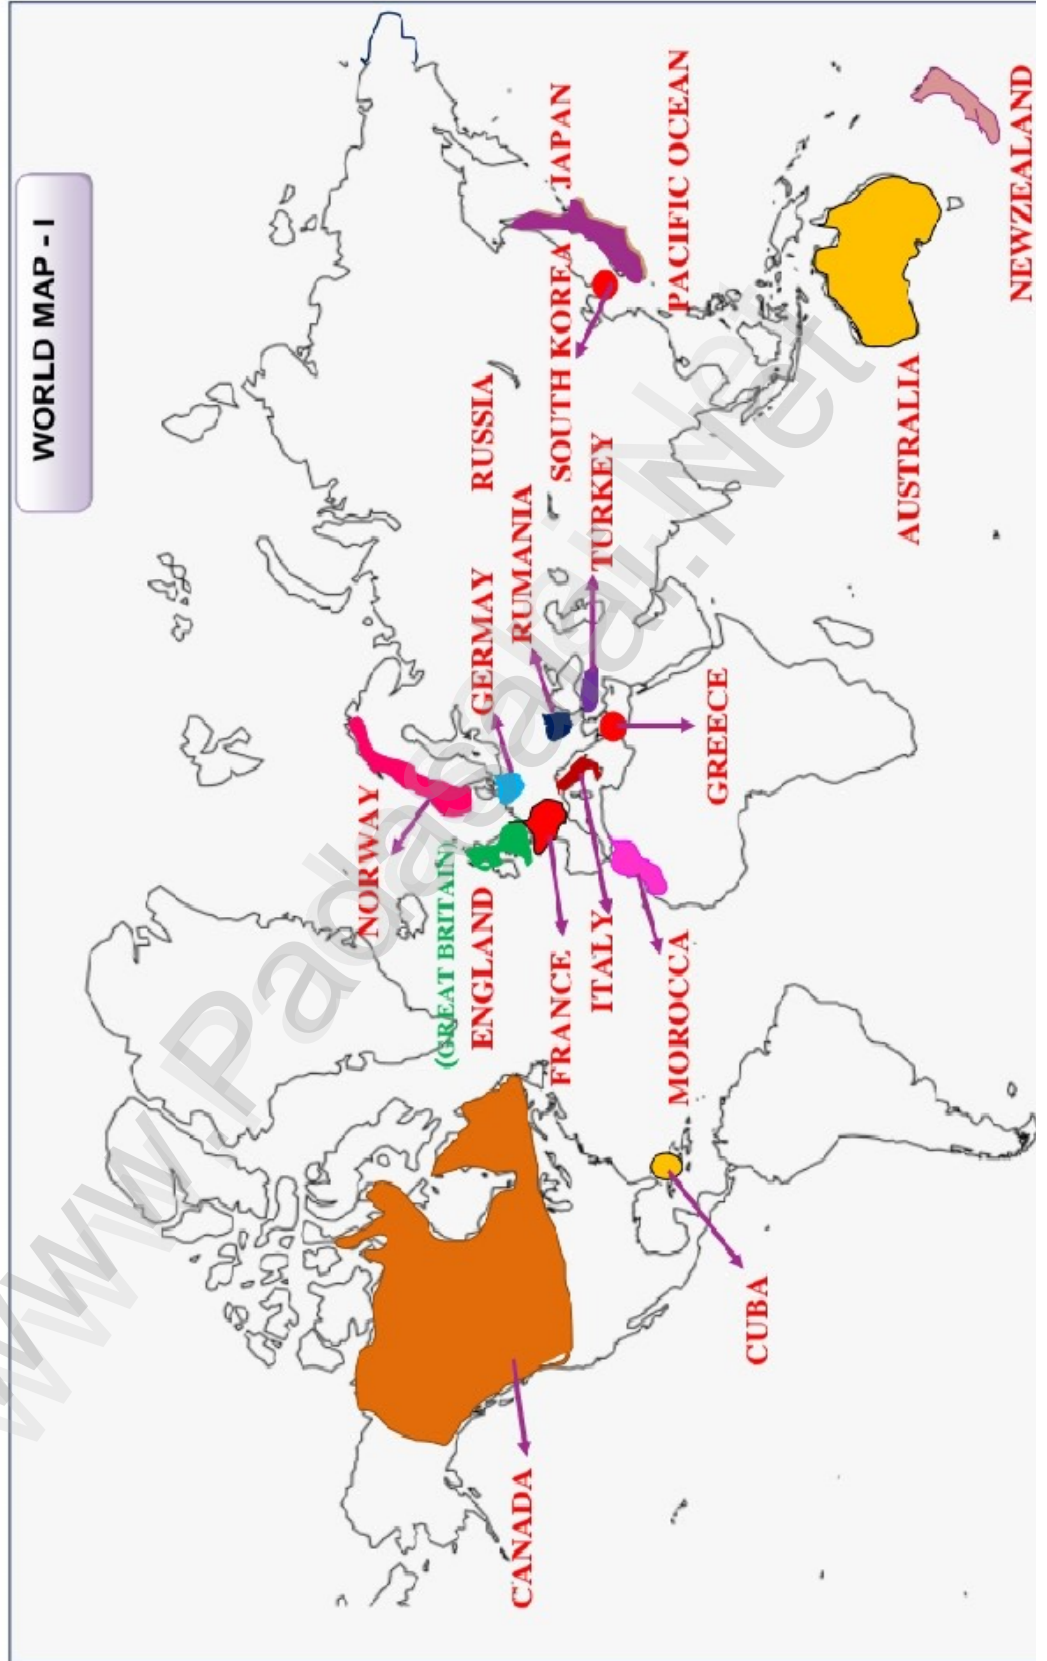 WORLD MAP - I
NORWAY
(GREAT BRITAIN)
ENGLAND
GERMAY
RUSSIA
RUMANIA
CANADA
FRANCE
SOUTH KOREA
JAPAN
ITALY
TURKEY
MOROCCA
PACIFIC OCEAN
GREECE
CUBA
AUSTRALIA
NEWZEALAND
www.Padasalai.Net